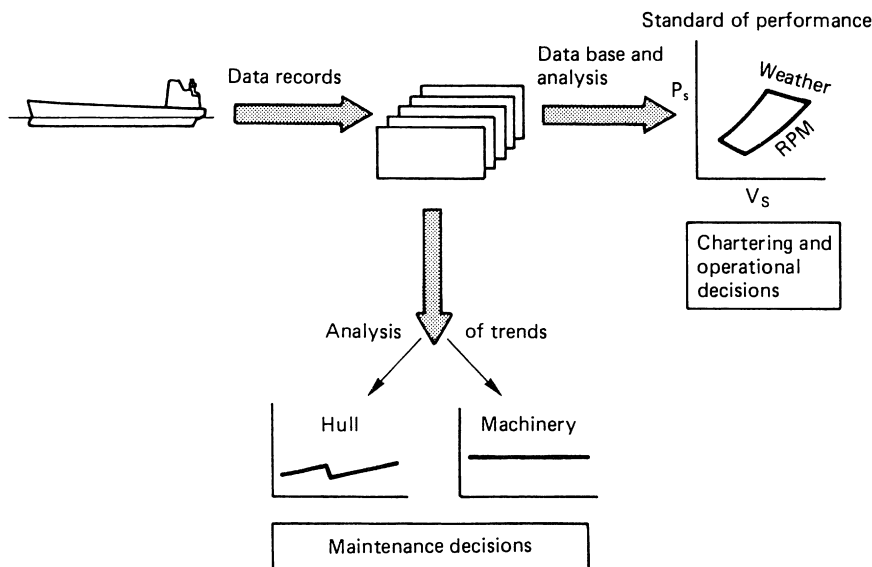 Standard of performance
Data records
Data base and
analysis
Pₛ
Weather
RPM
Vₛ
Chartering and
operational
decisions
Analysis of trends
Hull
Machinery
Maintenance decisions